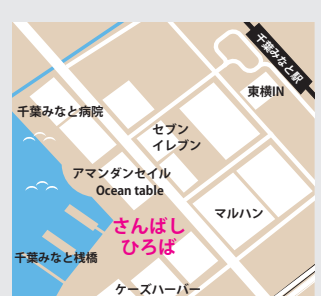 千葉みなと駅
東横IN
千葉みなと病院
セブン
イレブン
アマンダンセイル
Ocean table
マルハン
さんばし
ひろば
千葉みなと桟橋
ケーズハーバー